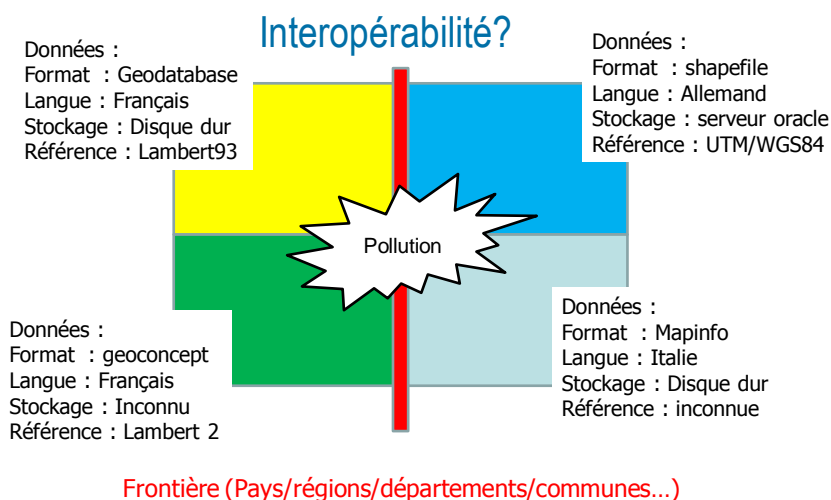 Interopérabilité?
Données :
Format  : Geodatabase
Langue : Français
Stockage : Disque dur
Référence : Lambert93
Données :
Format  : shapefile
Langue : Allemand
Stockage : serveur oracle
Référence : UTM/WGS84
Pollution
Données :
Format  : geoconcept
Langue : Français
Stockage : Inconnu
Référence : Lambert 2
Données :
Format  : Mapinfo
Langue : Italie
Stockage : Disque dur
Référence : inconnue
Frontière (Pays/régions/départements/communes…)